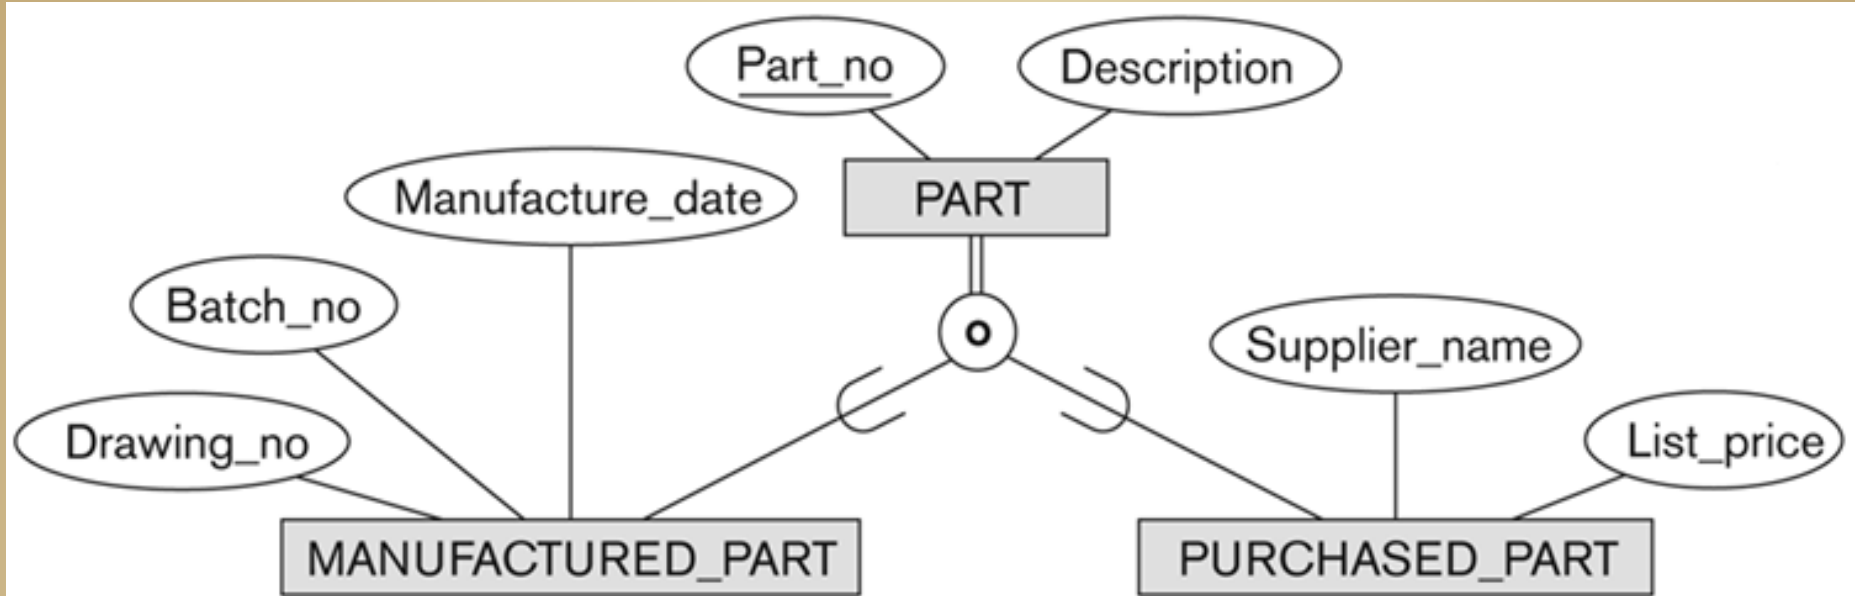 Part_no
Description
Manufacture_date
PART
Batch_no
o
Supplier_name
Drawing_no
List_price
MANUFACTURED_PART
PURCHASED_PART